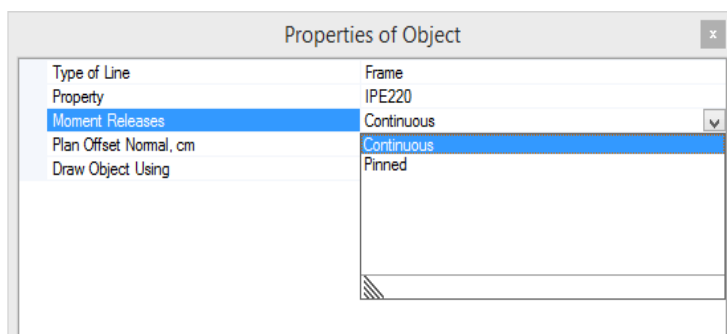 Properties of Object
x
Type of Line Frame
Property IPE220
Moment Releases Continuous
Plan Offset Normal, cm Continuous
Draw Object Using Pinned